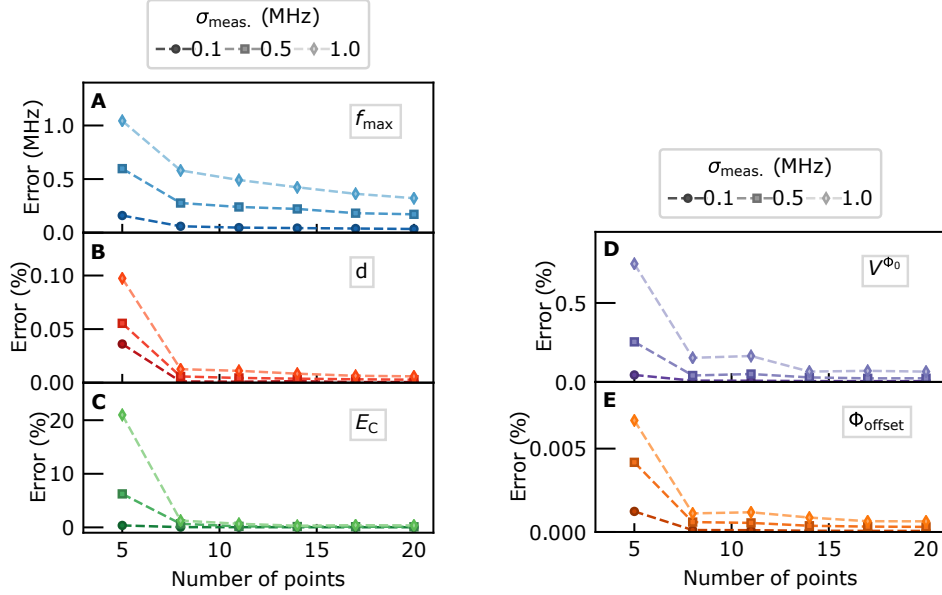 σmeas. (MHz)
0.1 0.5 1.0
A
fmax
Error (MHz)
1.0
0.5
0.0
B
d
Error (%)
0.10
0.05
0.00
C
EC
Error (%)
20
10
0
5 10 15 20
Number of points
σmeas. (MHz)
0.1 0.5 1.0
D
VΦ0
Error (%)
0.5
0.0
E
Φoffset
Error (%)
0.005
0.000
5 10 15 20
Number of points